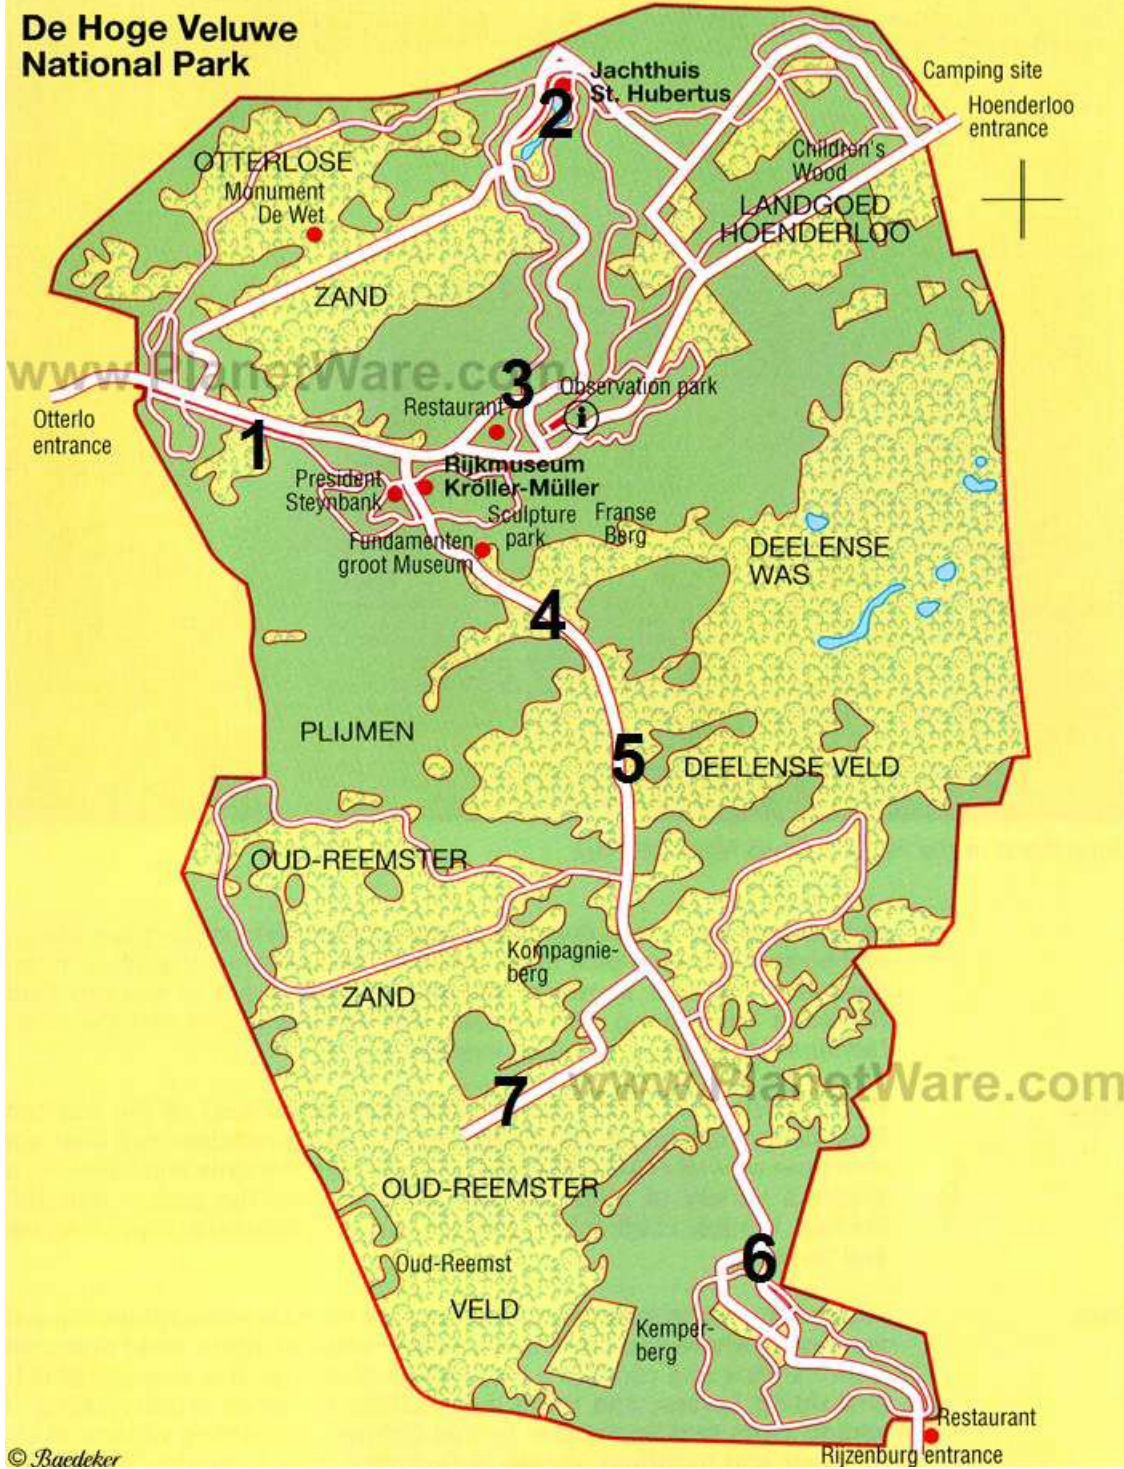 De Hoge Veluwe
National Park
Jachthuis
St. Hubertus
Camping site
Hoenderloo
entrance
2
Children's
Wood
OTTERLOSE
Monument
De Wet
LANDGOED
HOENDERLOO
ZAND
www.PlanetWare.com
3
Observation park
Restaurant
i
Otterlo
entrance
1
Rijkmuseum
Kröller-Müller
President
Steynbank
Sculpture
park
Franse
Berg
Fundamenten
groot Museum
DEELENSE
WAS
4
PLIJMEN
5
DEELENSE VELD
OUD-REEMSTER
Kompagnie-
berg
ZAND
www.PlanetWare.com
7
OUD-REEMSTER
6
Oud-Reemst
VELD
Kemper-
berg
Restaurant
Rijzenburg entrance
© Baedeker